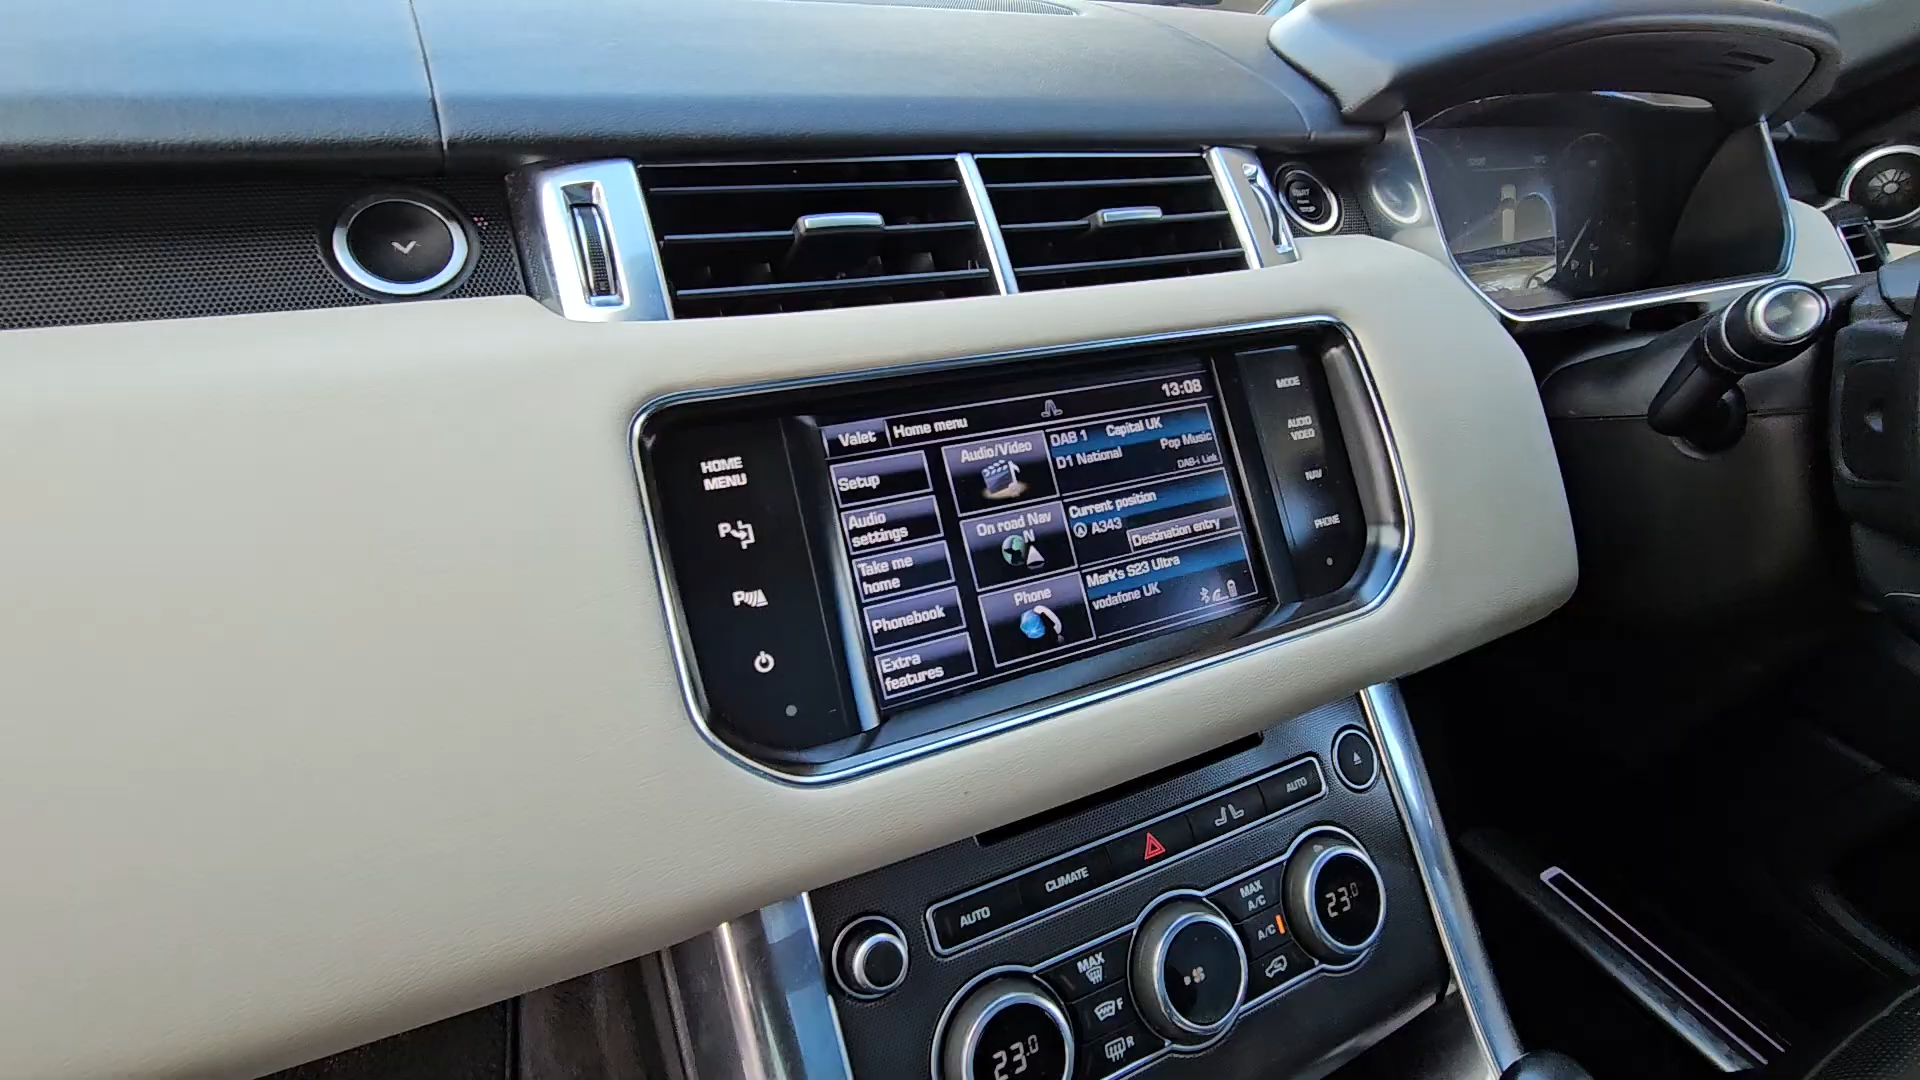 START
STOP
13:08
Valet
Home menu
HOME
MENU
Setup
Audio
settings
Take me
home
Phonebook
Extra
features
Audio/Video
On road Nav
N
Phone
DAB 1 Capital UK
D1 National Pop Music
DAB-i Link
Current position
A343
Destination entry
Mark's S23 Ultra
vodafone UK
MODE
AUDIO
VIDEO
NAV
PHONE
P
P
AUTO
CLIMATE
AUTO
MAX
A/C
A/C
MAX
F
R
23.0
23.0